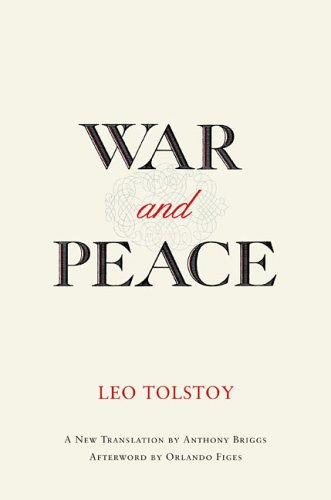 WAR
and
PEACE
LEO TOLSTOY
A NEW TRANSLATION BY ANTHONY BRIGGS
AFTERWORD BY ORLANDO FIGES